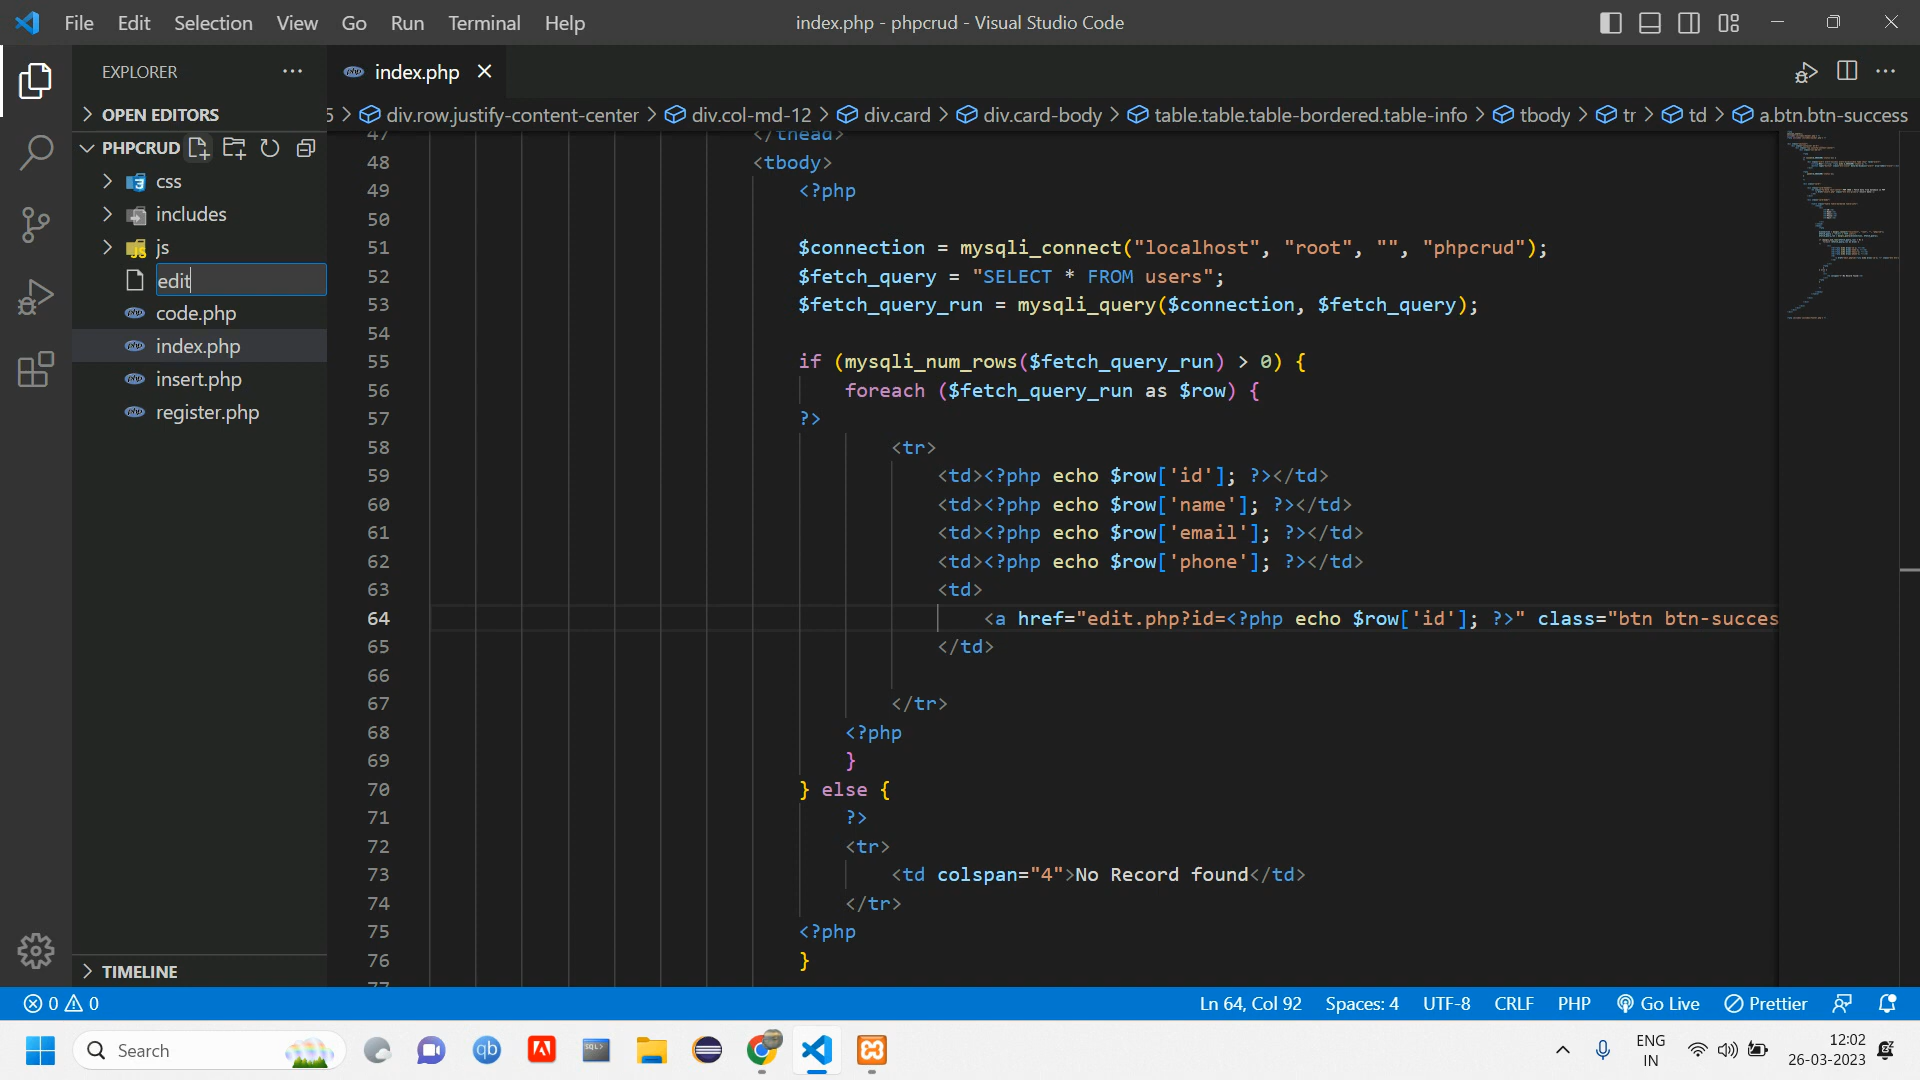 File Edit Selection View Go Run Terminal Help
index.php - phpcrud - Visual Studio Code
EXPLORER
OPEN EDITORS
PHPCRUD
css
includes
js
edit
code.php
index.php
insert.php
register.php
TIMELINE
index.php
5 > div.row.justify-content-center > div.col-md-12 > div.card > div.card-body > table.table.table-bordered.table-info > tbody > tr > td > a.btn.btn-success
47 </thead>
48 <tbody>
49 <?php
50
51 $connection = mysqli_connect("localhost", "root", "", "phpcrud");
52 $fetch_query = "SELECT * FROM users";
53 $fetch_query_run = mysqli_query($connection, $fetch_query);
54
55 if (mysqli_num_rows($fetch_query_run) > 0) {
56 foreach ($fetch_query_run as $row) {
57 ?>
58 <tr>
59 <td><?php echo $row['id']; ?></td>
60 <td><?php echo $row['name']; ?></td>
61 <td><?php echo $row['email']; ?></td>
62 <td><?php echo $row['phone']; ?></td>
63 <td>
64 <a href="edit.php?id=<?php echo $row['id']; ?>" class="btn btn-succes
65 </td>
66
67 </tr>
68 <?php
69 }
70 } else {
71 ?>
72 <tr>
73 <td colspan="4">No Record found</td>
74 </tr>
75 <?php
76 }
77
0 0
Ln 64, Col 92 Spaces: 4 UTF-8 CRLF PHP Go Live Prettier
Search
ENG
IN
12:02
26-03-2023